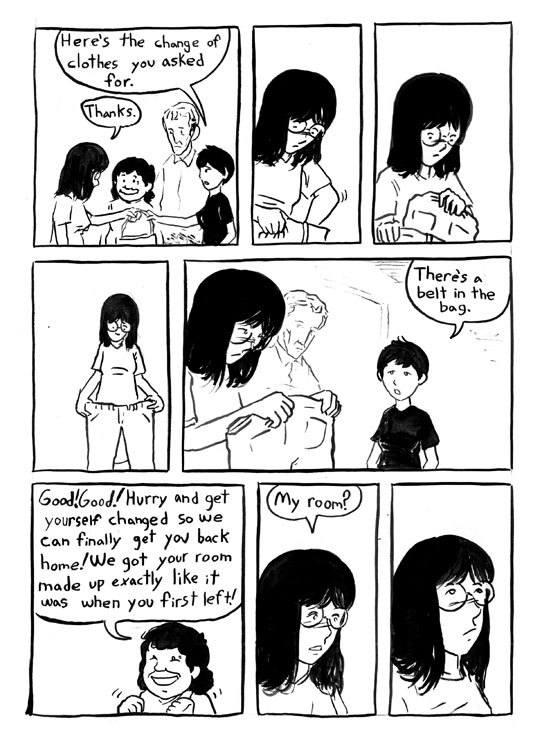 Here's the change of
clothes you asked
for.
Thanks.
There's a
belt in the
bag.
Good! Good! Hurry and get
yourself changed so we
can finally get you back
home! We got your room
made up exactly like it
was when you first left!
My room?